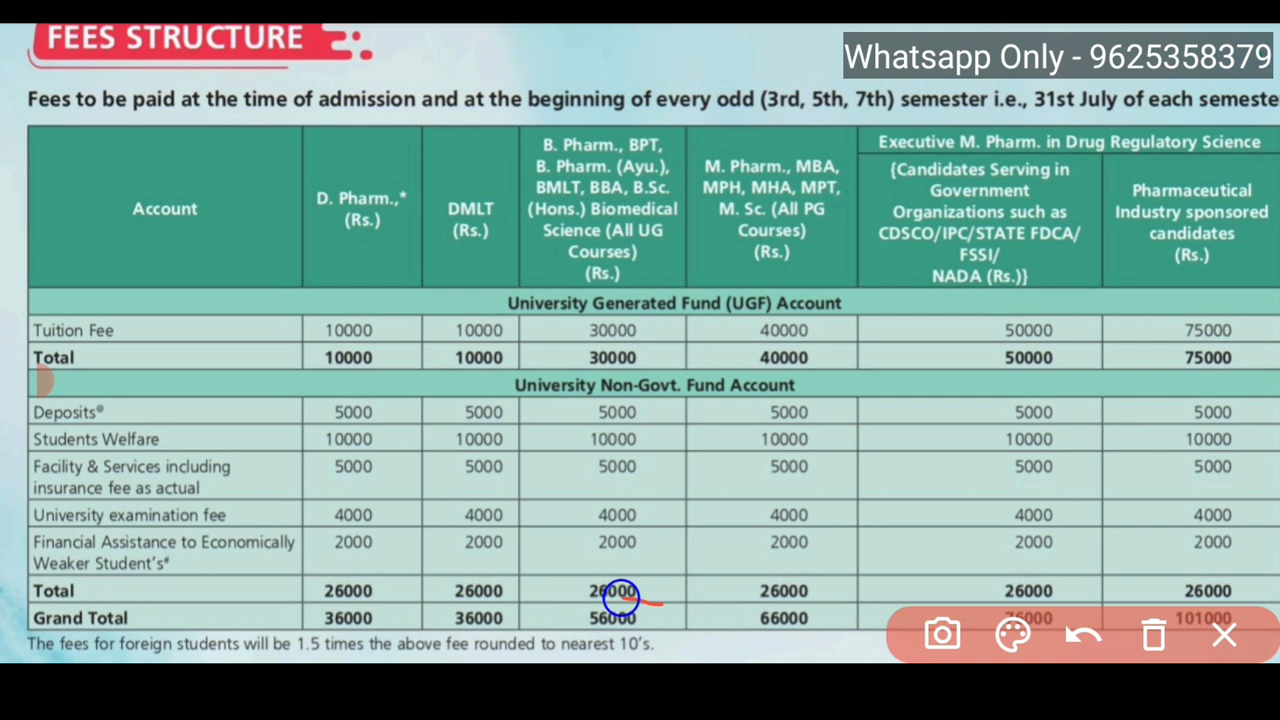 FEES STRUCTURE
Whatsapp Only - 9625358379
Fees to be paid at the time of admission and at the beginning of every odd (3rd, 5th, 7th) semester i.e., 31st July of each semeste
Account
D. Pharm.,*
(Rs.)
DMLT
(Rs.)
B. Pharm., BPT,
B. Pharm. (Ayu.),
BMLT, BBA, B.Sc.
(Hons.) Biomedical
Science (All UG
Courses)
(Rs.)
M. Pharm., MBA,
MPH, MHA, MPT,
M. Sc. (All PG
Courses)
(Rs.)
Executive M. Pharm. in Drug Regulatory Science
{Candidates Serving in
Government
Organizations such as
CDSCO/IPC/STATE FDCA/
FSSI/
NADA (Rs.)}
Pharmaceutical
Industry sponsored
candidates
(Rs.)
University Generated Fund (UGF) Account
Tuition Fee 10000 10000 30000 40000 50000 75000
Total 10000 10000 30000 40000 50000 75000
University Non-Govt. Fund Account
Deposits@ 5000 5000 5000 5000 5000 5000
Students Welfare 10000 10000 10000 10000 10000 10000
Facility & Services including
insurance fee as actual 5000 5000 5000 5000 5000 5000
University examination fee 4000 4000 4000 4000 4000 4000
Financial Assistance to Economically
Weaker Student's# 2000 2000 2000 2000 2000 2000
Total 26000 26000 26000 26000 26000 26000
Grand Total 36000 36000 56000 66000 76000 101000
The fees for foreign students will be 1.5 times the above fee rounded to nearest 10's.